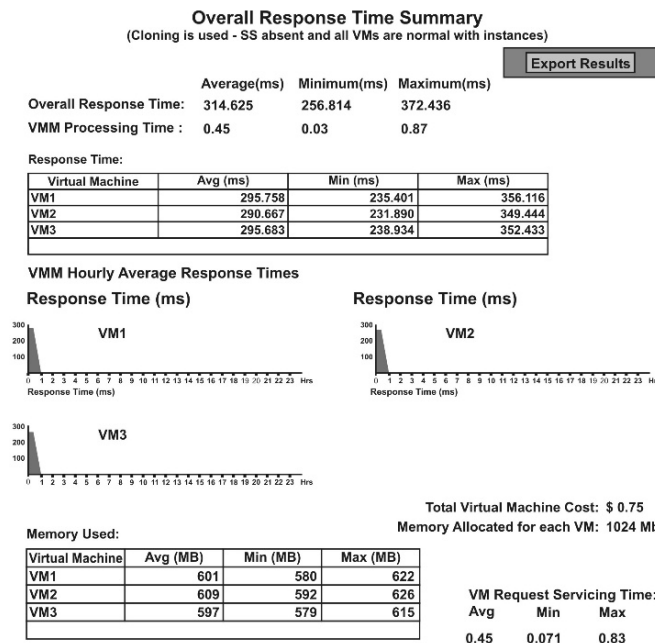 Overall Response Time Summary
(Cloning is used - SS absent and all VMs are normal with instances)
Export Results
Average(ms) Minimum(ms) Maximum(ms)
Overall Response Time: 314.625 256.814 372.436
VMM Processing Time : 0.45 0.03 0.87
Response Time:
Virtual Machine Avg (ms) Min (ms) Max (ms)
VM1 295.758 235.401 356.116
VM2 290.667 231.890 349.444
VM3 295.683 238.934 352.433
VMM Hourly Average Response Times
Response Time (ms) Response Time (ms)
300
200
100
VM1
0 1 2 3 4 5 6 7 8 9 10 11 12 13 14 15 16 17 18 19 20 21 22 23 Hrs
Response Time (ms)
300
200
100
VM2
0 1 2 3 4 5 6 7 8 9 10 11 12 13 14 15 16 17 18 19 20 21 22 23 Hrs
Response Time (ms)
300
200
100
VM3
0 1 2 3 4 5 6 7 8 9 10 11 12 13 14 15 16 17 18 19 20 21 22 23 Hrs
Total Virtual Machine Cost: $ 0.75
Memory Allocated for each VM: 1024 Mb
Memory Used:
Virtual Machine Avg (MB) Min (MB) Max (MB)
VM1 601 580 622
VM2 609 592 626
VM3 597 579 615
VM Request Servicing Time:
Avg Min Max
0.45 0.071 0.83